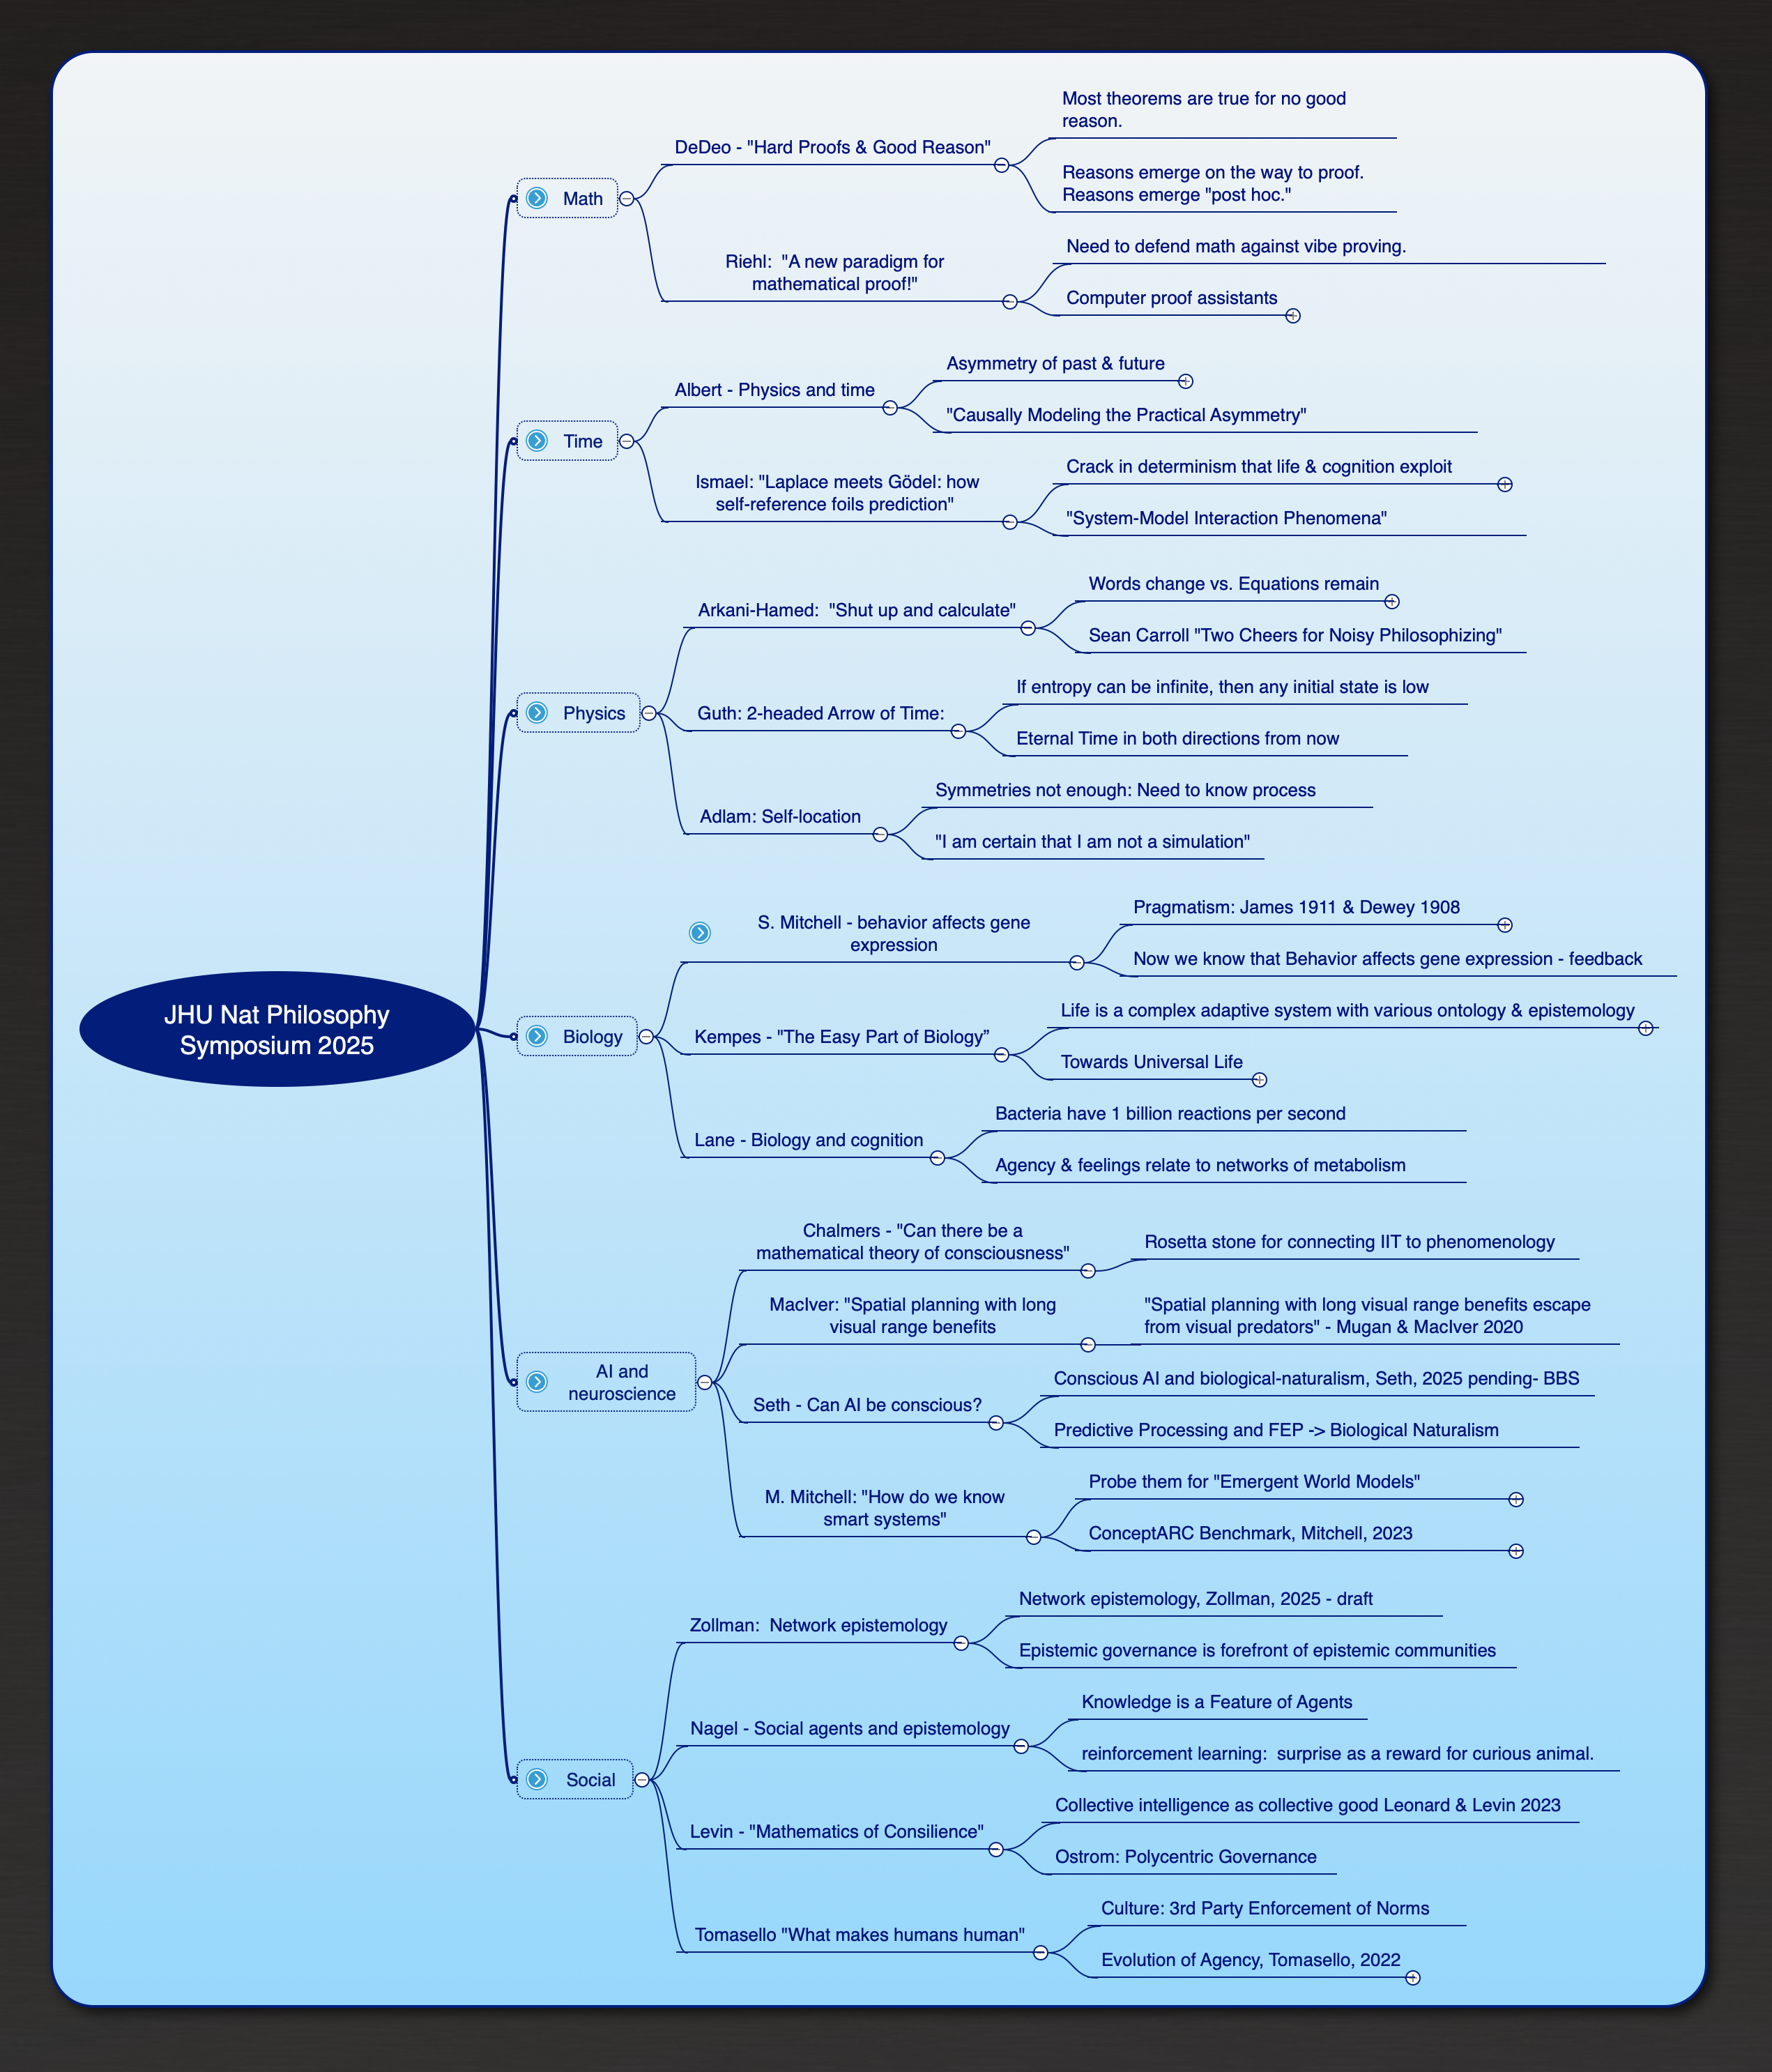 JHU Nat Philosophy
Symposium 2025
Math
DeDeo - "Hard Proofs & Good Reason"
Most theorems are true for no good
reason.
Reasons emerge on the way to proof.
Reasons emerge "post hoc."
Riehl:  "A new paradigm for
mathematical proof!"
Need to defend math against vibe proving.
Computer proof assistants
Time
Albert - Physics and time
Asymmetry of past & future
"Causally Modeling the Practical Asymmetry"
Ismael: "Laplace meets Gödel: how
self-reference foils prediction"
Crack in determinism that life & cognition exploit
"System-Model Interaction Phenomena"
Physics
Arkani-Hamed:  "Shut up and calculate"
Words change vs. Equations remain
Sean Carroll "Two Cheers for Noisy Philosophizing"
Guth: 2-headed Arrow of Time:
If entropy can be infinite, then any initial state is low
Eternal Time in both directions from now
Adlam: Self-location
Symmetries not enough: Need to know process
"I am certain that I am not a simulation"
Biology
S. Mitchell - behavior affects gene
expression
Pragmatism: James 1911 & Dewey 1908
Now we know that Behavior affects gene expression - feedback
Kempes - "The Easy Part of Biology”
Life is a complex adaptive system with various ontology & epistemology
Towards Universal Life
Lane - Biology and cognition
Bacteria have 1 billion reactions per second
Agency & feelings relate to networks of metabolism
AI and
neuroscience
Chalmers - "Can there be a
mathematical theory of consciousness"
Rosetta stone for connecting IIT to phenomenology
MacIver: "Spatial planning with long
visual range benefits
"Spatial planning with long visual range benefits escape
from visual predators" - Mugan & MacIver 2020
Seth - Can AI be conscious?
Conscious AI and biological-naturalism, Seth, 2025 pending- BBS
Predictive Processing and FEP -> Biological Naturalism
M. Mitchell: "How do we know
smart systems"
Probe them for "Emergent World Models"
ConceptARC Benchmark, Mitchell, 2023
Social
Zollman:  Network epistemology
Network epistemology, Zollman, 2025 - draft
Epistemic governance is forefront of epistemic communities
Nagel - Social agents and epistemology
Knowledge is a Feature of Agents
reinforcement learning:  surprise as a reward for curious animal.
Levin - "Mathematics of Consilience"
Collective intelligence as collective good Leonard & Levin 2023
Ostrom: Polycentric Governance
Tomasello "What makes humans human"
Culture: 3rd Party Enforcement of Norms
Evolution of Agency, Tomasello, 2022